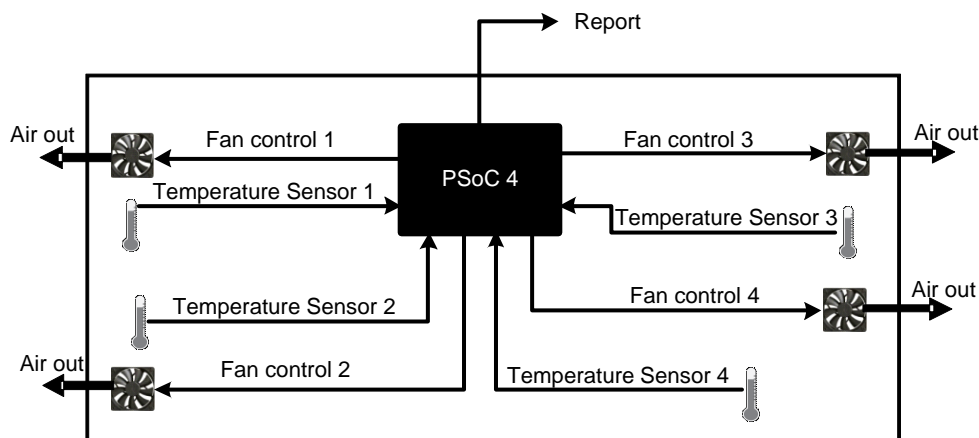 Report
Air out
Fan control 1
Fan control 3
Air out
PSoC 4
Temperature Sensor 1
Temperature Sensor 3
Temperature Sensor 2
Fan control 4
Air out
Air out
Fan control 2
Temperature Sensor 4